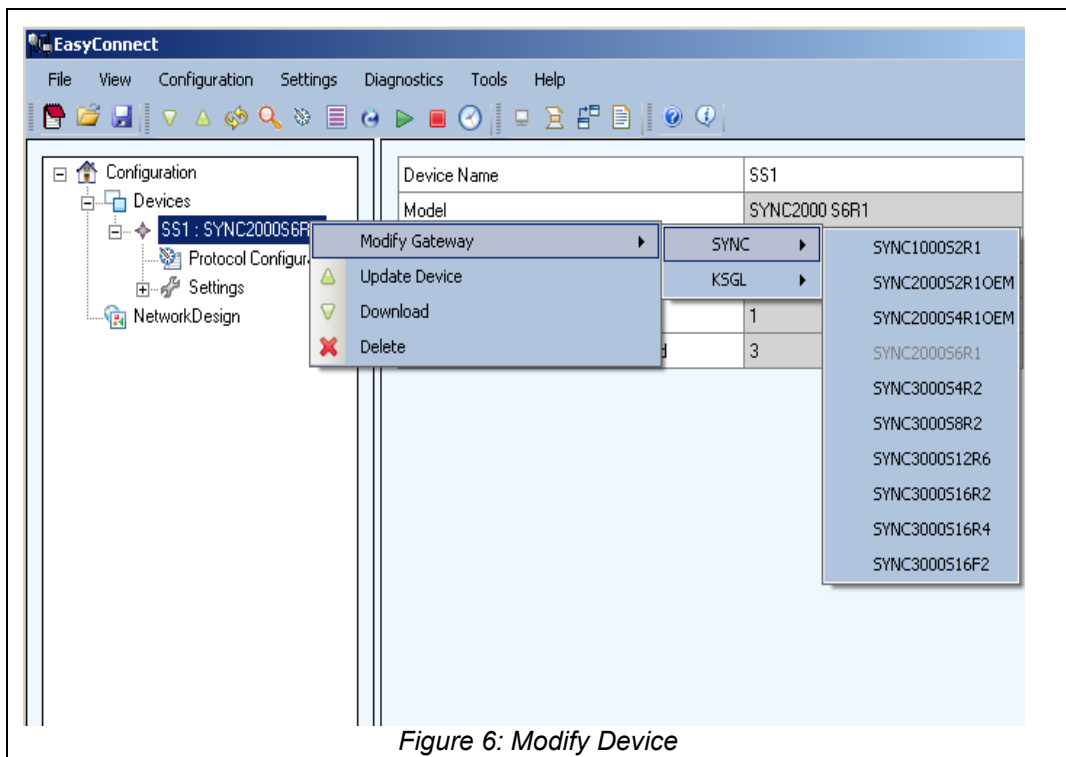 EasyConnect
File View Configuration Settings Diagnostics Tools Help
Configuration
Devices
SS1 : SYNC2000S6R
Protocol Configur
Settings
NetworkDesign
Device Name SS1
Model SYNC2000 S6R1
Modify Gateway
Update Device
Download
Delete
SYNC
KSGL
1
3
SYNC1000S2R1
SYNC2000S2R1OEM
SYNC2000S4R1OEM
SYNC2000S6R1
SYNC3000S4R2
SYNC3000S8R2
SYNC3000S12R6
SYNC3000S16R2
SYNC3000S16R4
SYNC3000S16F2
Figure 6: Modify Device